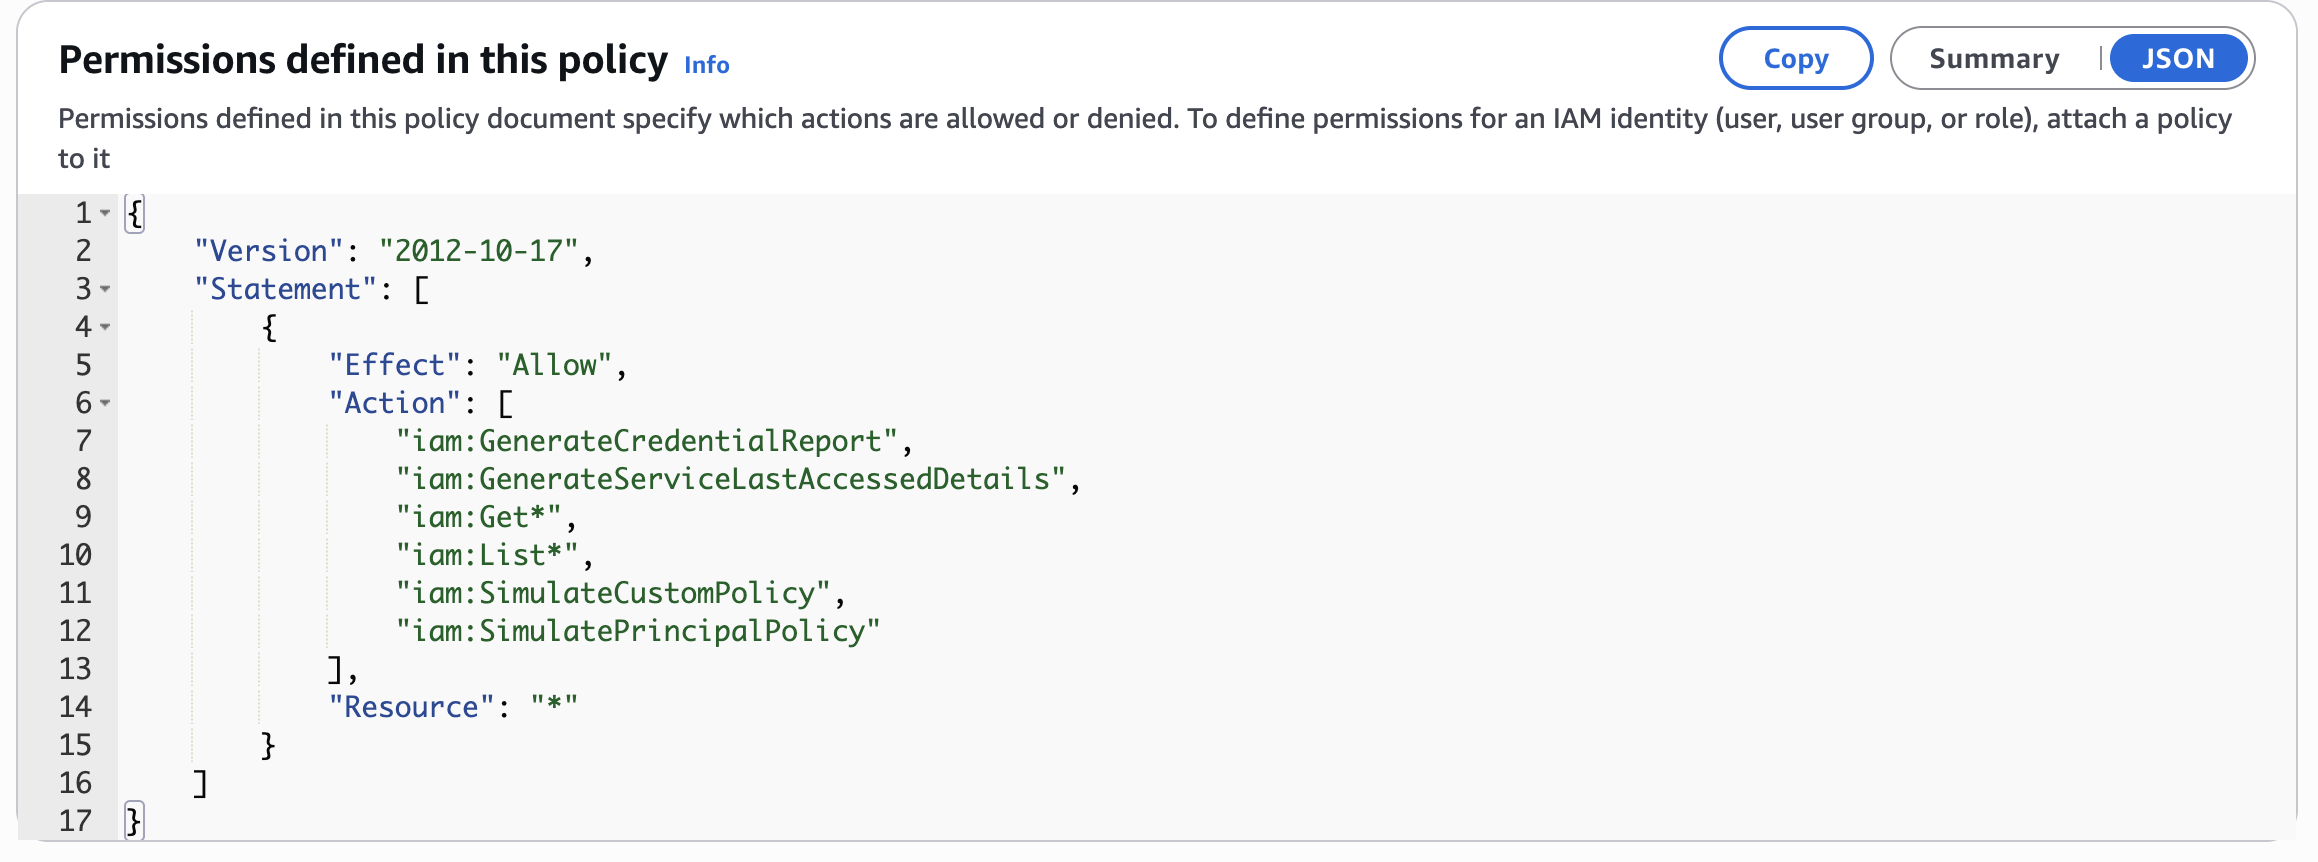 Permissions defined in this policy Info
Copy
Summary | JSON
Permissions defined in this policy document specify which actions are allowed or denied. To define permissions for an IAM identity (user, user group, or role), attach a policy
to it
1 {
2     "Version": "2012-10-17",
3     "Statement": [
4         {
5             "Effect": "Allow",
6             "Action": [
7                 "iam:GenerateCredentialReport",
8                 "iam:GenerateServiceLastAccessedDetails",
9                 "iam:Get*",
10                 "iam:List*",
11                 "iam:SimulateCustomPolicy",
12                 "iam:SimulatePrincipalPolicy"
13             ],
14             "Resource": "*"
15         }
16     ]
17 }